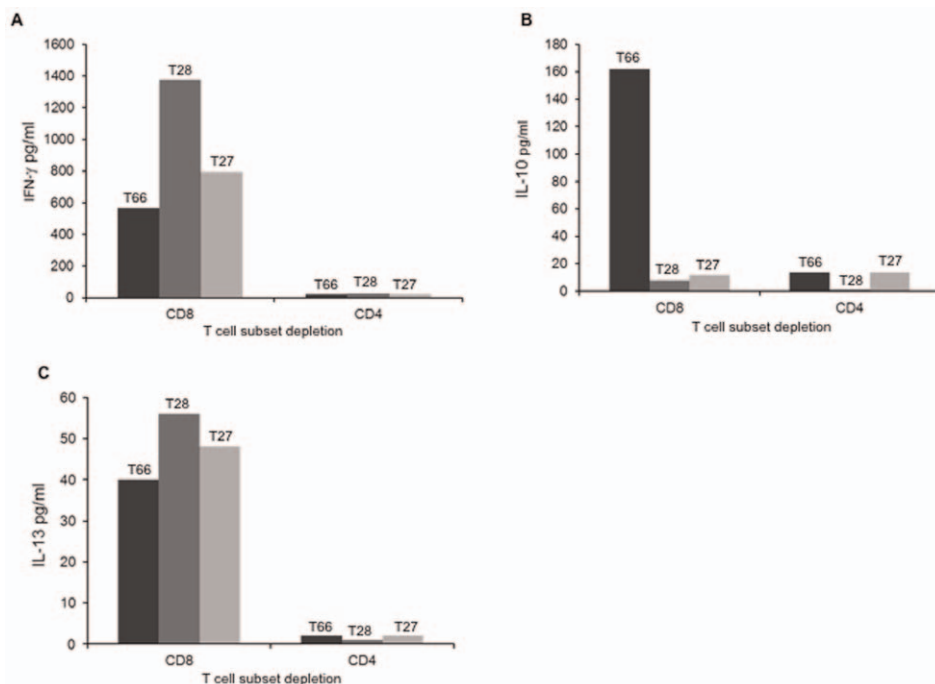 A
IFN-γ pg/ml
1600
1400
1200
1000
800
600
400
200
0
T66
T28
T27
T66
T28
T27
CD8
CD4
T cell subset depletion
B
IL-10 pg/ml
180
160
140
120
100
80
60
40
20
0
T66
T28
T27
T66
T28
T27
CD8
CD4
T cell subset depletion
C
IL-13 pg/ml
60
50
40
30
20
10
0
T66
T28
T27
T66
T28
T27
CD8
CD4
T cell subset depletion